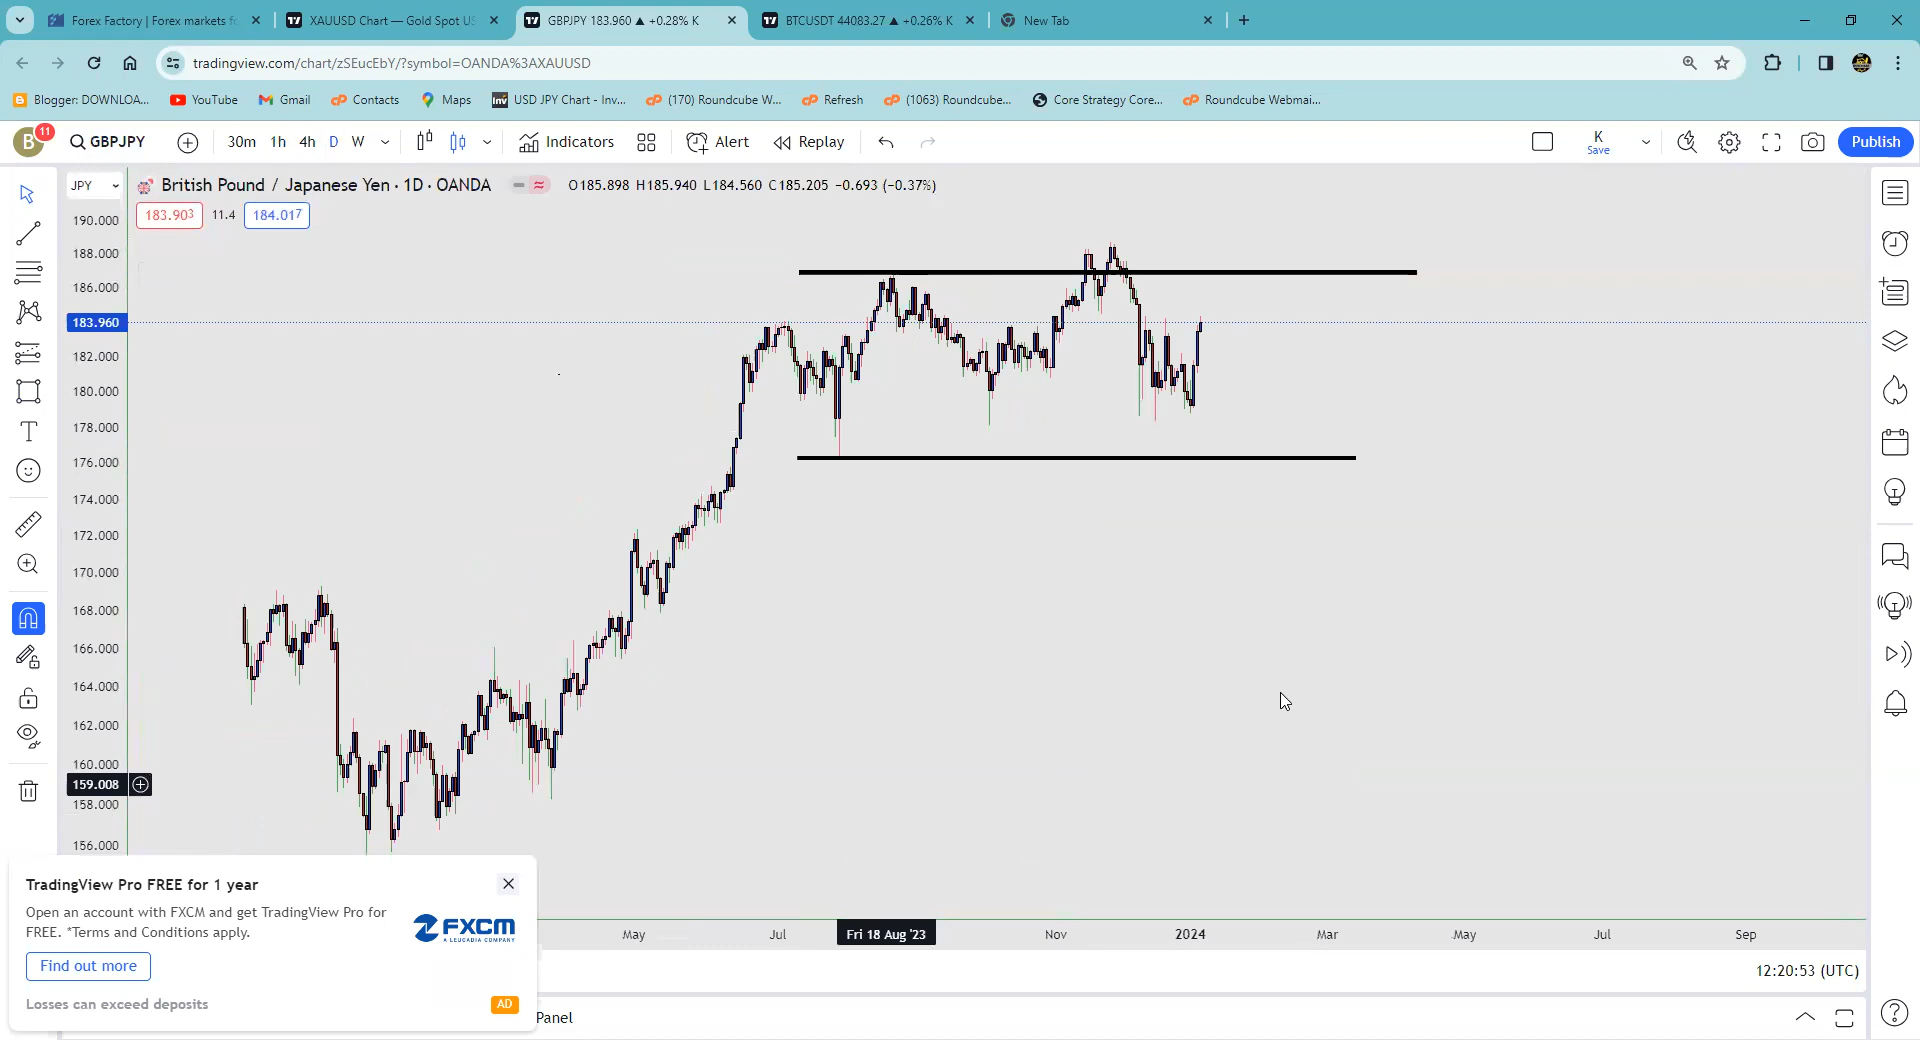 Forex Factory | Forex markets fo
XAUUSD Chart — Gold Spot US
GBPJPY 183.960 ▲ +0.28% K
BTCUSDT 44083.27 ▲ +0.26% K
New Tab
tradingview.com/chart/zSEucEbY/?symbol=OANDA%3AXAUUSD
Blogger: DOWNLOA...
YouTube
Gmail
Contacts
Maps
Inv
USD JPY Chart - Inv...
(170) Roundcube W...
Refresh
(1063) Roundcube...
Core Strategy Core...
Roundcube Webmai...
B
11
GBPJPY
30m
1h
4h
D
W
Indicators
Alert
Replay
K
Save
Publish
JPY
British Pound / Japanese Yen · 1D · OANDA
O185.898 H185.940 L184.560 C185.205 −0.693 (−0.37%)
183.903
11.4
184.017
190.000
188.000
186.000
183.960
182.000
180.000
178.000
176.000
174.000
172.000
170.000
168.000
166.000
164.000
162.000
160.000
159.008
158.000
156.000
TradingView Pro FREE for 1 year
Open an account with FXCM and get TradingView Pro for
FREE. *Terms and Conditions apply.
FXCM
A LEUCADIA COMPANY
Find out more
Losses can exceed deposits
AD
May
Jul
Fri 18 Aug '23
Nov
2024
Mar
May
Jul
Sep
12:20:53 (UTC)
Panel